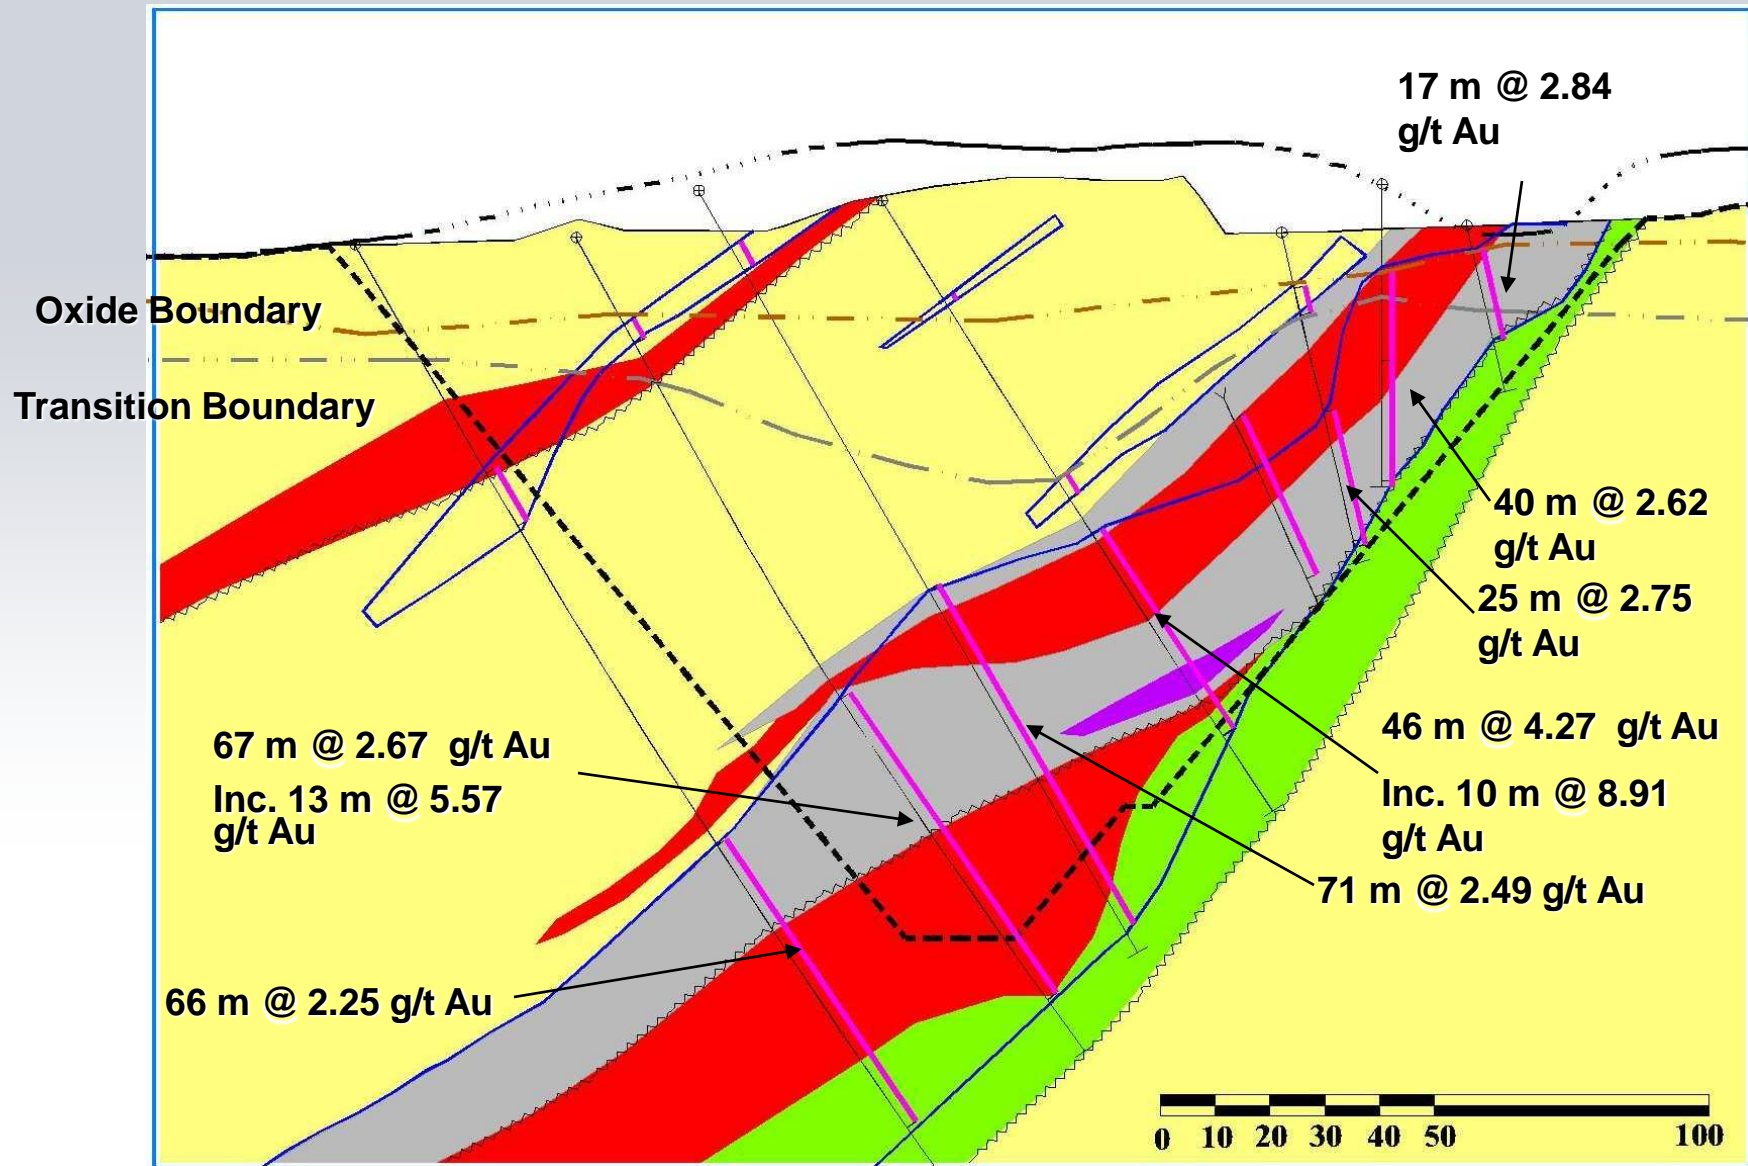 17 m @ 2.84
g/t Au
Oxide Boundary
Transition Boundary
40 m @ 2.62
g/t Au
25 m @ 2.75
g/t Au
46 m @ 4.27 g/t Au
Inc. 10 m @ 8.91
g/t Au
67 m @ 2.67 g/t Au
Inc. 13 m @ 5.57
g/t Au
71 m @ 2.49 g/t Au
66 m @ 2.25 g/t Au
0 10 20 30 40 50 100